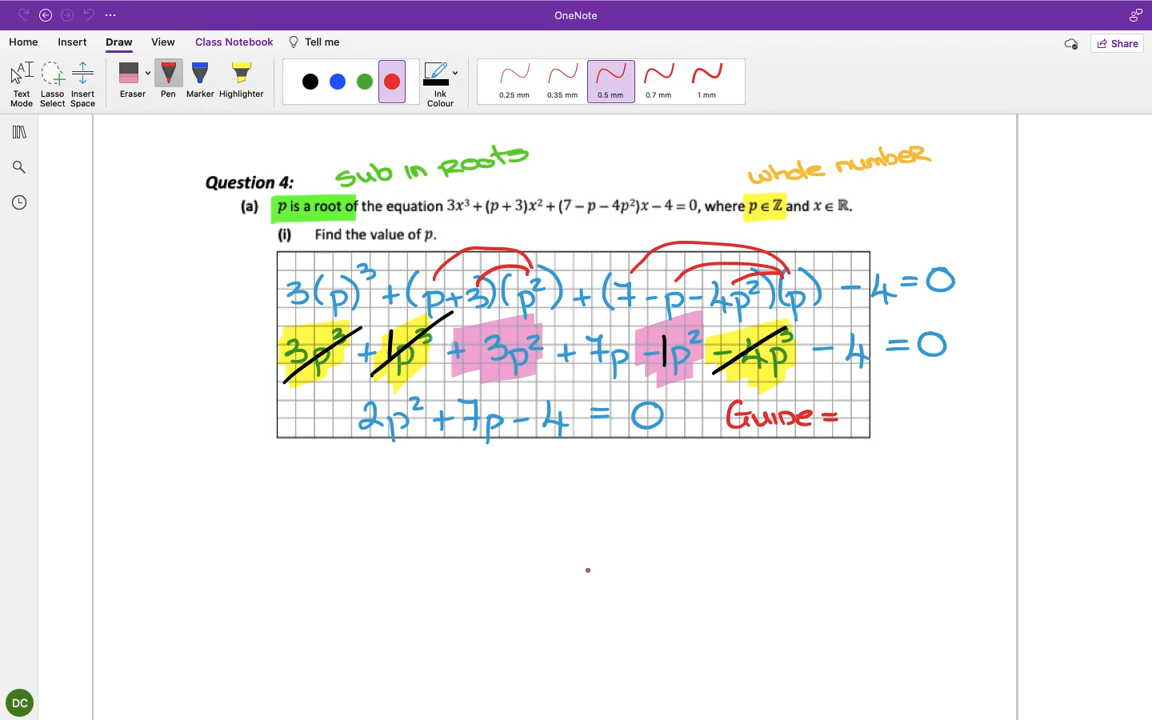 OneNote
Home Insert Draw View Class Notebook Tell me
Share
Text Mode
Lasso Select
Insert Space
Eraser
Pen
Marker
Highlighter
Ink Colour
0.25 mm 0.35 mm 0.5 mm 0.7 mm 1 mm
sub in roots
whole number
Question 4:
(a) p is a root of the equation 3x³ + (p + 3)x² + (7 − p − 4p²)x − 4 = 0, where p ∈ ℤ and x ∈ ℝ.
(i) Find the value of p.
3(p)³ + (p+3)(p²) + (7 − p − 4p²)(p) − 4 = 0
3p³ + 1p³ + 3p² + 7p − 1p² − 4p³ − 4 = 0
2p² + 7p − 4 = 0 Guide =
DC